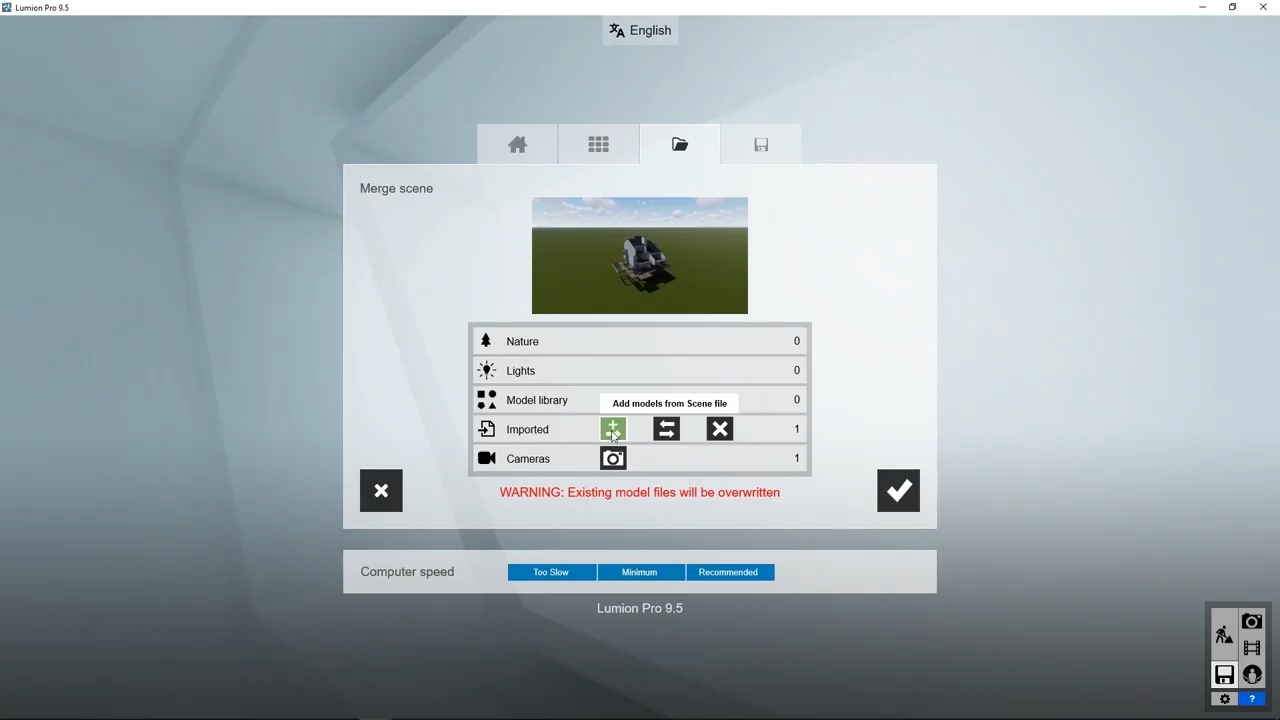 Lumion Pro 9.5
English
Merge scene
Nature 0
Lights 0
Model library 0
Add models from Scene file
Imported 1
Cameras 1
WARNING: Existing model files will be overwritten
Computer speed Too Slow Minimum Recommended
Lumion Pro 9.5
?